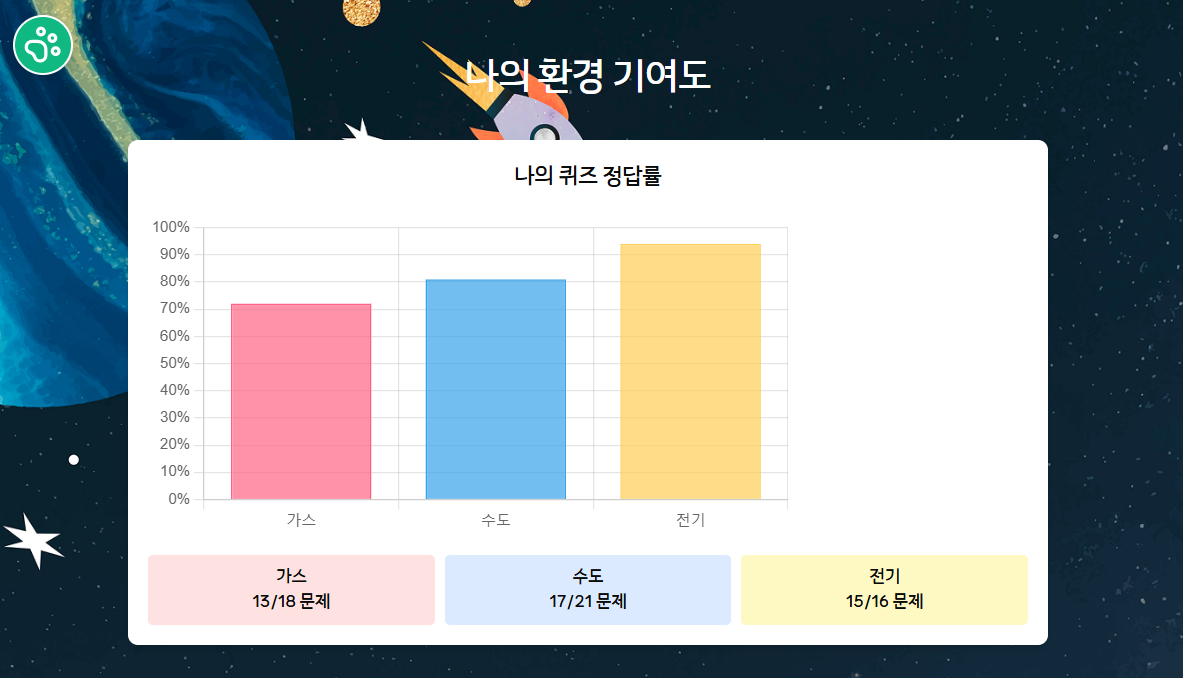 나의 환경 기여도
나의 퀴즈 정답률
100%
90%
80%
70%
60%
50%
40%
30%
20%
10%
0%
가스 수도 전기
가스 수도 전기
13/18 문제 17/21 문제 15/16 문제